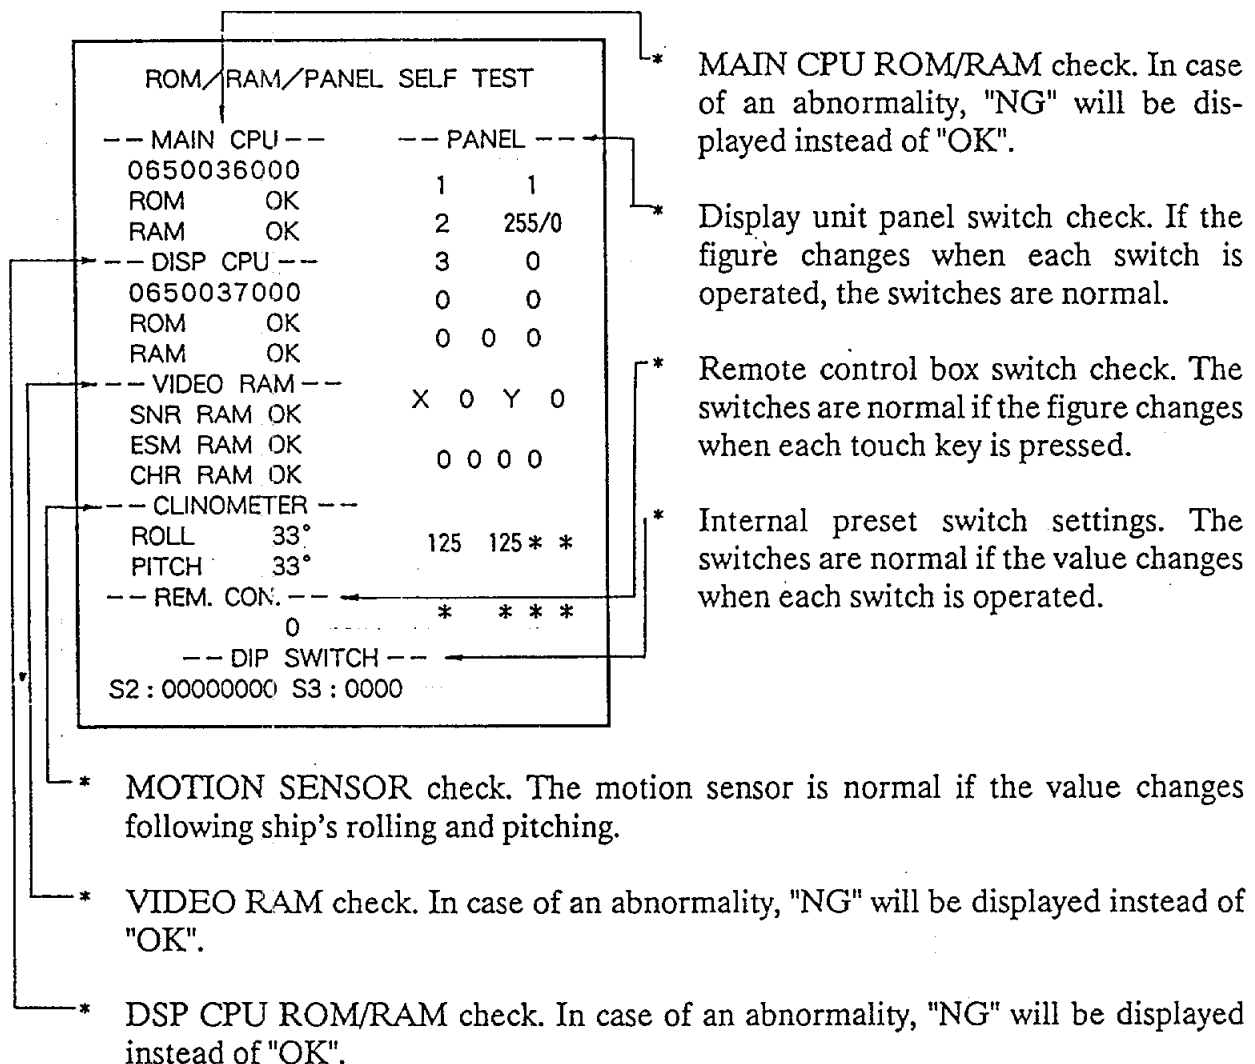 ROM/RAM/PANEL SELF TEST
-- MAIN CPU --
0650036000
ROM OK
RAM OK
-- DISP CPU --
0650037000
ROM OK
RAM OK
-- VIDEO RAM --
SNR RAM OK
ESM RAM OK
CHR RAM OK
-- CLINOMETER --
ROLL 33°
PITCH 33°
-- REM. CON. --
0
-- PANEL --
1 1
2 255/0
3 0
0 0
0 0 0
X 0 Y 0
0 0 0 0
125 125 * *
* * * *
-- DIP SWITCH --
S2 : 00000000 S3 : 0000
* MAIN CPU ROM/RAM check. In case
of an abnormality, "NG" will be dis-
played instead of "OK".
* Display unit panel switch check. If the
figure changes when each switch is
operated, the switches are normal.
* Remote control box switch check. The
switches are normal if the figure changes
when each touch key is pressed.
* Internal preset switch settings. The
switches are normal if the value changes
when each switch is operated.
* MOTION SENSOR check. The motion sensor is normal if the value changes
following ship's rolling and pitching.
* VIDEO RAM check. In case of an abnormality, "NG" will be displayed instead of
"OK".
* DSP CPU ROM/RAM check. In case of an abnormality, "NG" will be displayed
instead of "OK".